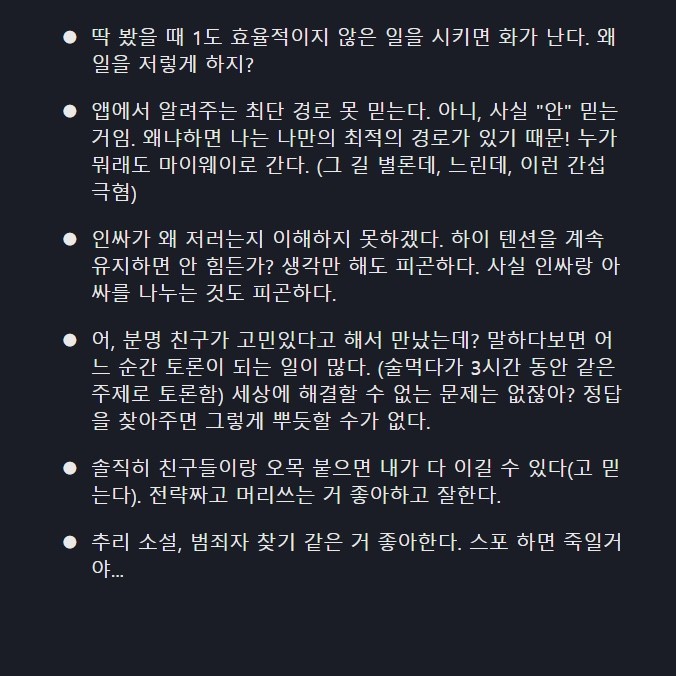 ● 딱 봤을 때 1도 효율적이지 않은 일을 시키면 화가 난다. 왜
일을 저렇게 하지?
● 앱에서 알려주는 최단 경로 못 믿는다. 아니, 사실 "안" 믿는
거임. 왜냐하면 나는 나만의 최적의 경로가 있기 때문! 누가
뭐래도 마이웨이로 간다. (그 길 별론데, 느린데, 이런 간섭
극혐)
● 인싸가 왜 저러는지 이해하지 못하겠다. 하이 텐션을 계속
유지하면 안 힘든가? 생각만 해도 피곤하다. 사실 인싸랑 아
싸를 나누는 것도 피곤하다.
● 어, 분명 친구가 고민있다고 해서 만났는데? 말하다보면 어
느 순간 토론이 되는 일이 많다. (술먹다가 3시간 동안 같은
주제로 토론함) 세상에 해결할 수 없는 문제는 없잖아? 정답
을 찾아주면 그렇게 뿌듯할 수가 없다.
● 솔직히 친구들이랑 오목 붙으면 내가 다 이길 수 있다(고 믿
는다). 전략짜고 머리쓰는 거 좋아하고 잘한다.
● 추리 소설, 범죄자 찾기 같은 거 좋아한다. 스포 하면 죽일거
야...